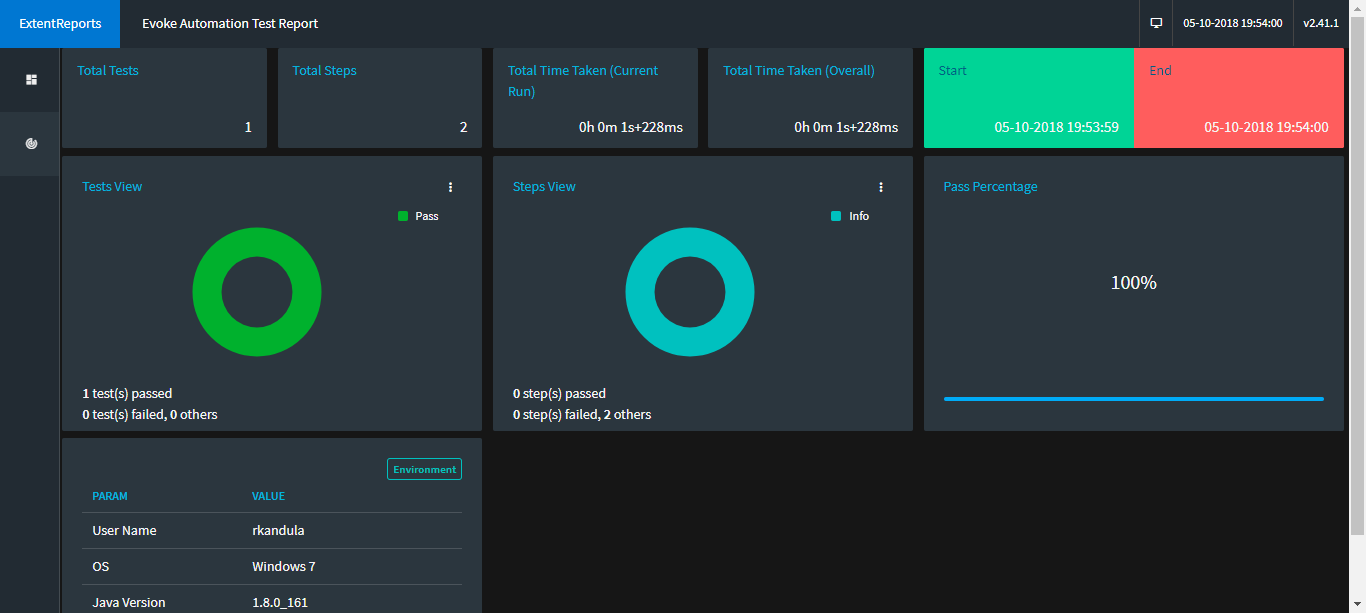 ExtentReports
Evoke Automation Test Report
05-10-2018 19:54:00
v2.41.1
Total Tests
1
Total Steps
2
Total Time Taken (Current
Run)
0h 0m 1s+228ms
Total Time Taken (Overall)
0h 0m 1s+228ms
Start
05-10-2018 19:53:59
End
05-10-2018 19:54:00
Tests View
Pass
1 test(s) passed
0 test(s) failed, 0 others
Steps View
Info
0 step(s) passed
0 step(s) failed, 2 others
Pass Percentage
100%
Environment
PARAM VALUE
User Name rkandula
OS Windows 7
Java Version 1.8.0_161